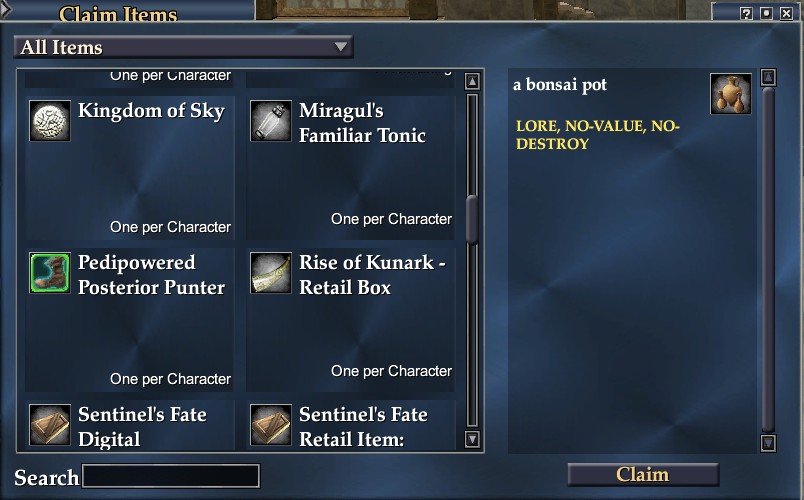 Claim Items
?
All Items
One per Character
Kingdom of Sky
One per Character
Miragul's
Familiar Tonic
One per Character
Pedipowered
Posterior Punter
One per Character
Rise of Kunark -
Retail Box
One per Character
Sentinel's Fate
Digital
Sentinel's Fate
Retail Item:
a bonsai pot
LORE, NO-VALUE, NO-
DESTROY
Search
Claim